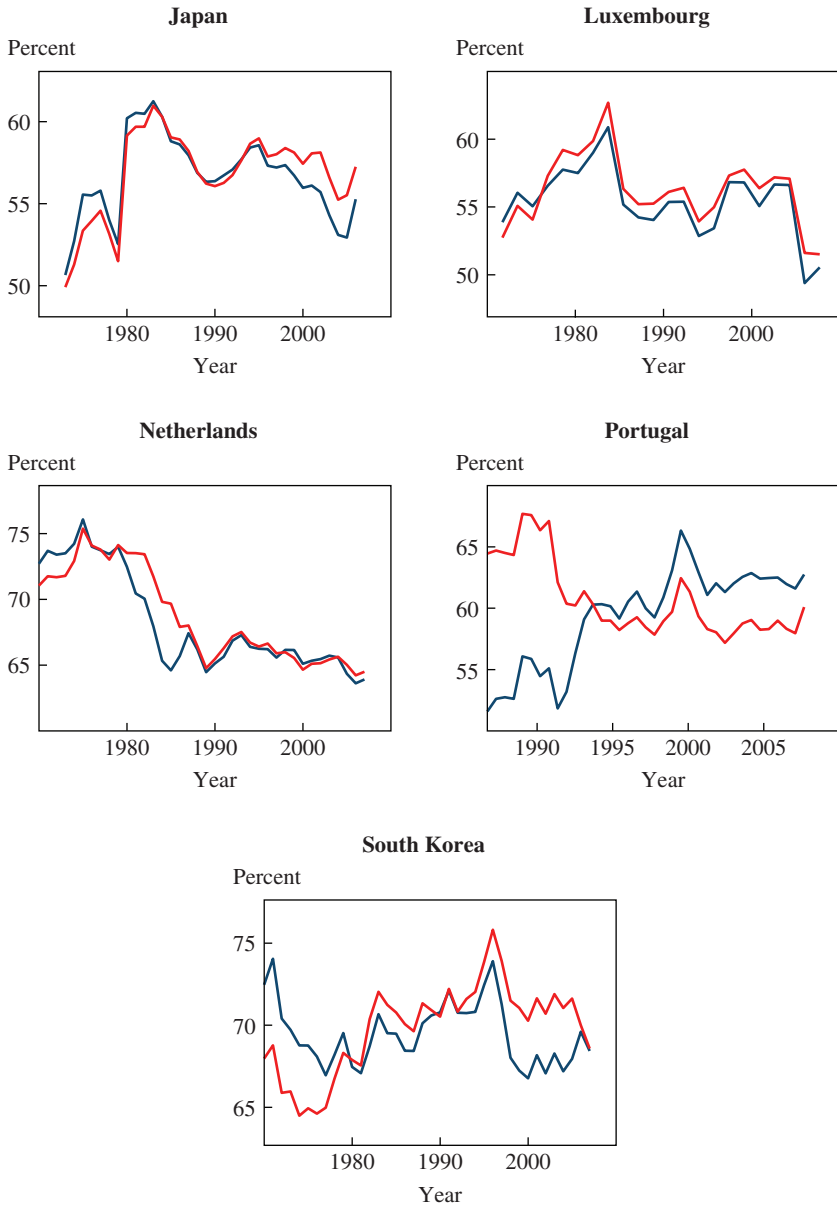 Japan
Percent
60
55
50
1980 1990 2000
Year
Luxembourg
Percent
60
55
50
1980 1990 2000
Year
Netherlands
Percent
75
70
65
1980 1990 2000
Year
Portugal
Percent
65
60
55
1990 1995 2000 2005
Year
South Korea
Percent
75
70
65
1980 1990 2000
Year